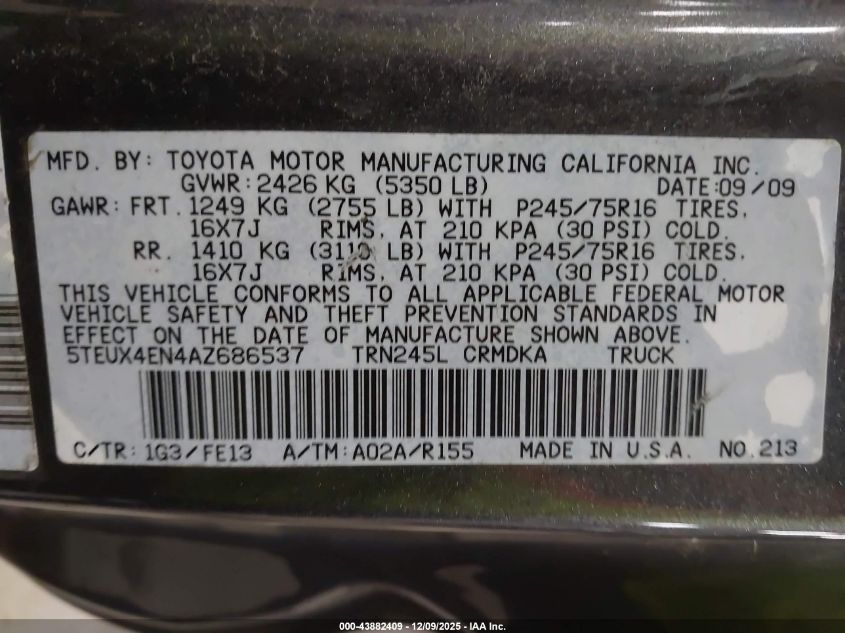 MFD. BY: TOYOTA MOTOR MANUFACTURING CALIFORNIA INC.
GVWR: 2426 KG (5350 LB) DATE: 09/09
GAWR: FRT. 1249 KG (2755 LB) WITH P245/75R16 TIRES,
16X7J RIMS, AT 210 KPA (30 PSI) COLD.
RR. 1410 KG (3110 LB) WITH P245/75R16 TIRES,
16X7J RIMS, AT 210 KPA (30 PSI) COLD.
THIS VEHICLE CONFORMS TO ALL APPLICABLE FEDERAL MOTOR
VEHICLE SAFETY AND THEFT PREVENTION STANDARDS IN
EFFECT ON THE DATE OF MANUFACTURE SHOWN ABOVE.
5TEUX4EN4AZ686537 TRN245L CRMDKA TRUCK
C/TR: 1G3/FE13 A/TM: A02A/R155 MADE IN U.S.A. NO.213
000-43882409 - 12/09/2025 - IAA Inc.